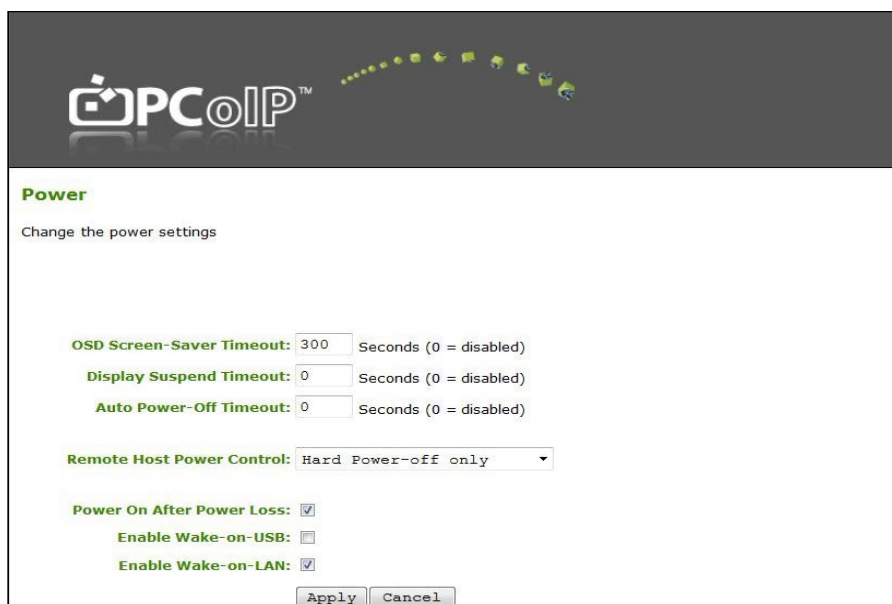 PCoIP™
Power
Change the power settings
OSD Screen-Saver Timeout: 300 Seconds (0 = disabled)
Display Suspend Timeout: 0 Seconds (0 = disabled)
Auto Power-Off Timeout: 0 Seconds (0 = disabled)
Remote Host Power Control: Hard Power-off only
Power On After Power Loss:
Enable Wake-on-USB:
Enable Wake-on-LAN:
Apply Cancel